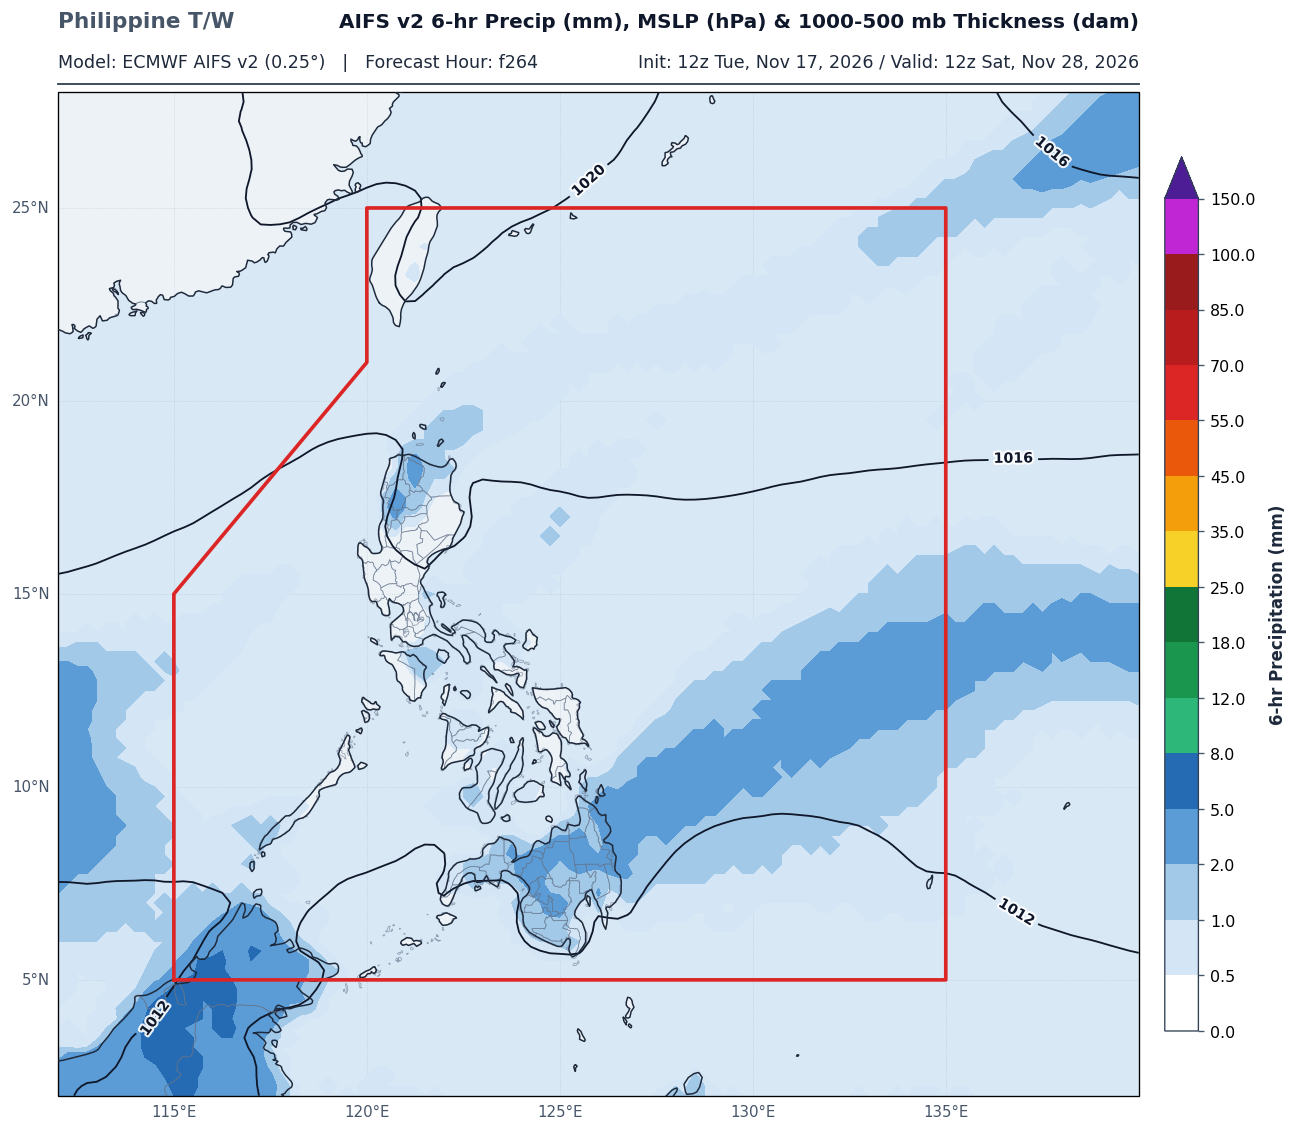 Philippine T/W
AIFS v2 6-hr Precip (mm), MSLP (hPa) & 1000-500 mb Thickness (dam)
Model: ECMWF AIFS v2 (0.25°) | Forecast Hour: f264
Init: 12z Tue, Nov 17, 2026 / Valid: 12z Sat, Nov 28, 2026
25°N
20°N
15°N
10°N
5°N
115°E
120°E
125°E
130°E
135°E
1020
1016
1016
1012
1012
150.0
100.0
85.0
70.0
55.0
45.0
35.0
25.0
18.0
12.0
8.0
5.0
2.0
1.0
0.5
0.0
6-hr Precipitation (mm)